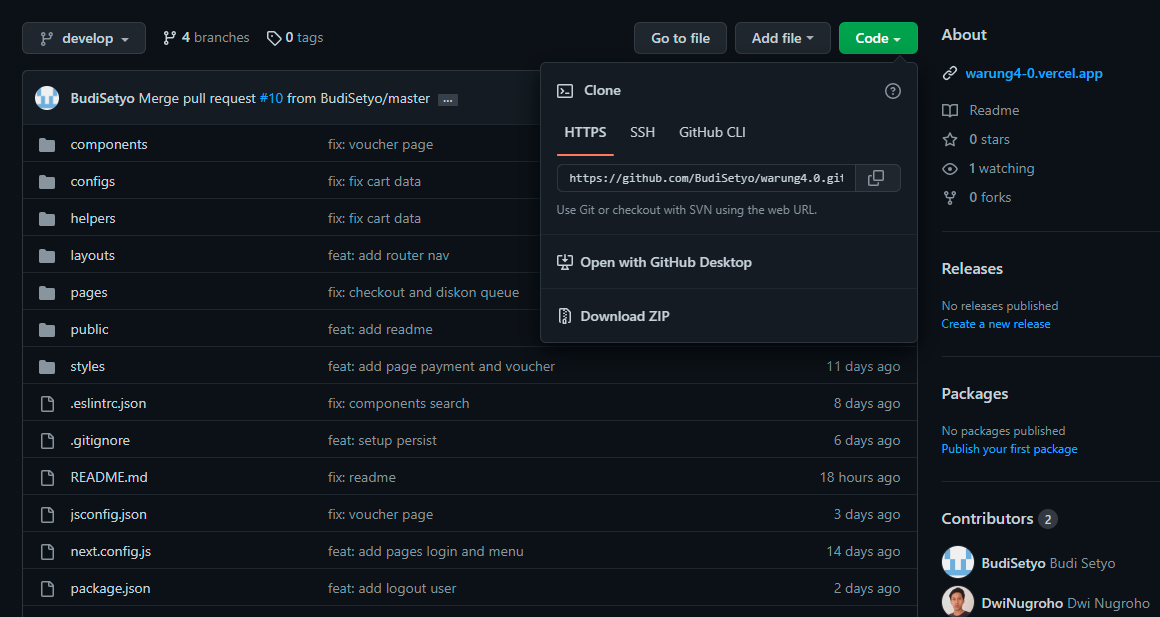 develop
4 branches
0 tags
Go to file
Add file
Code
BudiSetyo Merge pull request #10 from BudiSetyo/master ...
components fix: voucher page
configs fix: fix cart data
helpers fix: fix cart data
layouts feat: add router nav
pages fix: checkout and diskon queue
public feat: add readme
styles feat: add page payment and voucher 11 days ago
.eslintrc.json fix: components search 8 days ago
.gitignore feat: setup persist 6 days ago
README.md fix: readme 18 hours ago
jsconfig.json fix: voucher page 3 days ago
next.config.js feat: add pages login and menu 14 days ago
package.json feat: add logout user 2 days ago
Clone
HTTPS SSH GitHub CLI
https://github.com/BudiSetyo/warung4.0.git
Use Git or checkout with SVN using the web URL.
Open with GitHub Desktop
Download ZIP
About
warung4-0.vercel.app
Readme
0 stars
1 watching
0 forks
Releases
No releases published
Create a new release
Packages
No packages published
Publish your first package
Contributors 2
BudiSetyo Budi Setyo
DwiNugroho Dwi Nugroho